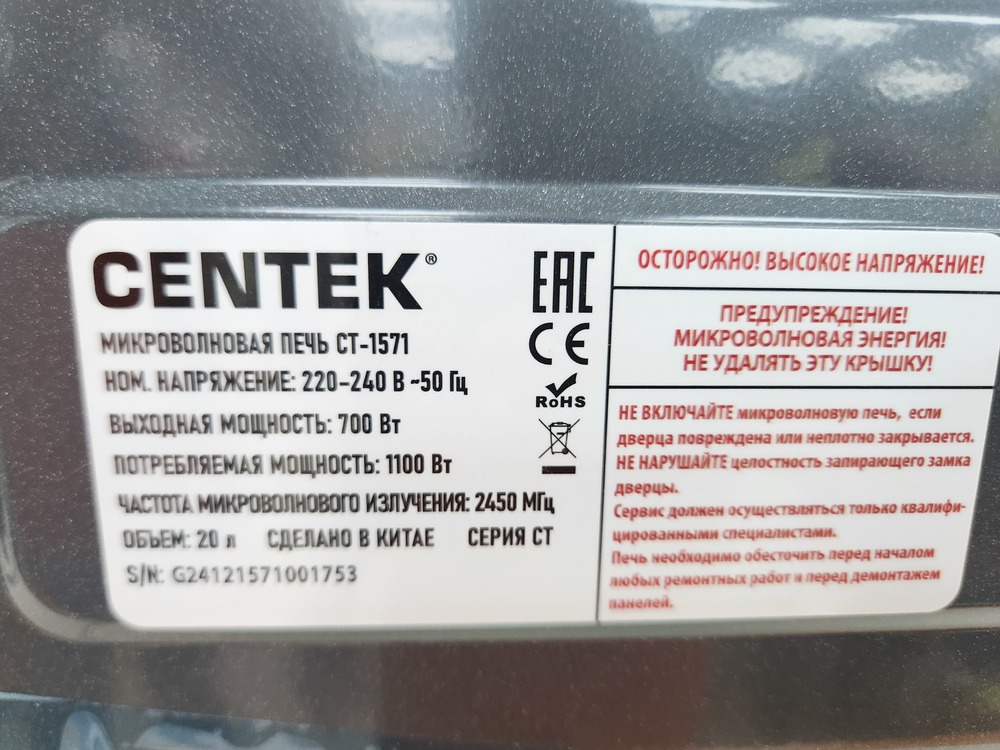 CENTEK®
МИКРОВОЛНОВАЯ ПЕЧЬ CT-1571
НОМ. НАПРЯЖЕНИЕ: 220-240 В ~50 Гц
ВЫХОДНАЯ МОЩНОСТЬ: 700 Вт
ПОТРЕБЛЯЕМАЯ МОЩНОСТЬ: 1100 Вт
ЧАСТОТА МИКРОВОЛНОВОГО ИЗЛУЧЕНИЯ: 2450 МГц
ОБЪЕМ: 20 л СДЕЛАНО В КИТАЕ СЕРИЯ СТ
S/N: G24121571001753
EAC
CE
RoHS
ОСТОРОЖНО! ВЫСОКОЕ НАПРЯЖЕНИЕ!
ПРЕДУПРЕЖДЕНИЕ!
МИКРОВОЛНОВАЯ ЭНЕРГИЯ!
НЕ УДАЛЯТЬ ЭТУ КРЫШКУ!
НЕ ВКЛЮЧАЙТЕ микроволновую печь, если
дверца повреждена или неплотно закрывается.
НЕ НАРУШАЙТЕ целостность запирающего замка
дверцы.
Сервис должен осуществляться только квалифи-
цированными специалистами.
Печь необходимо обесточить перед началом
любых ремонтных работ и перед демонтажем
панелей.